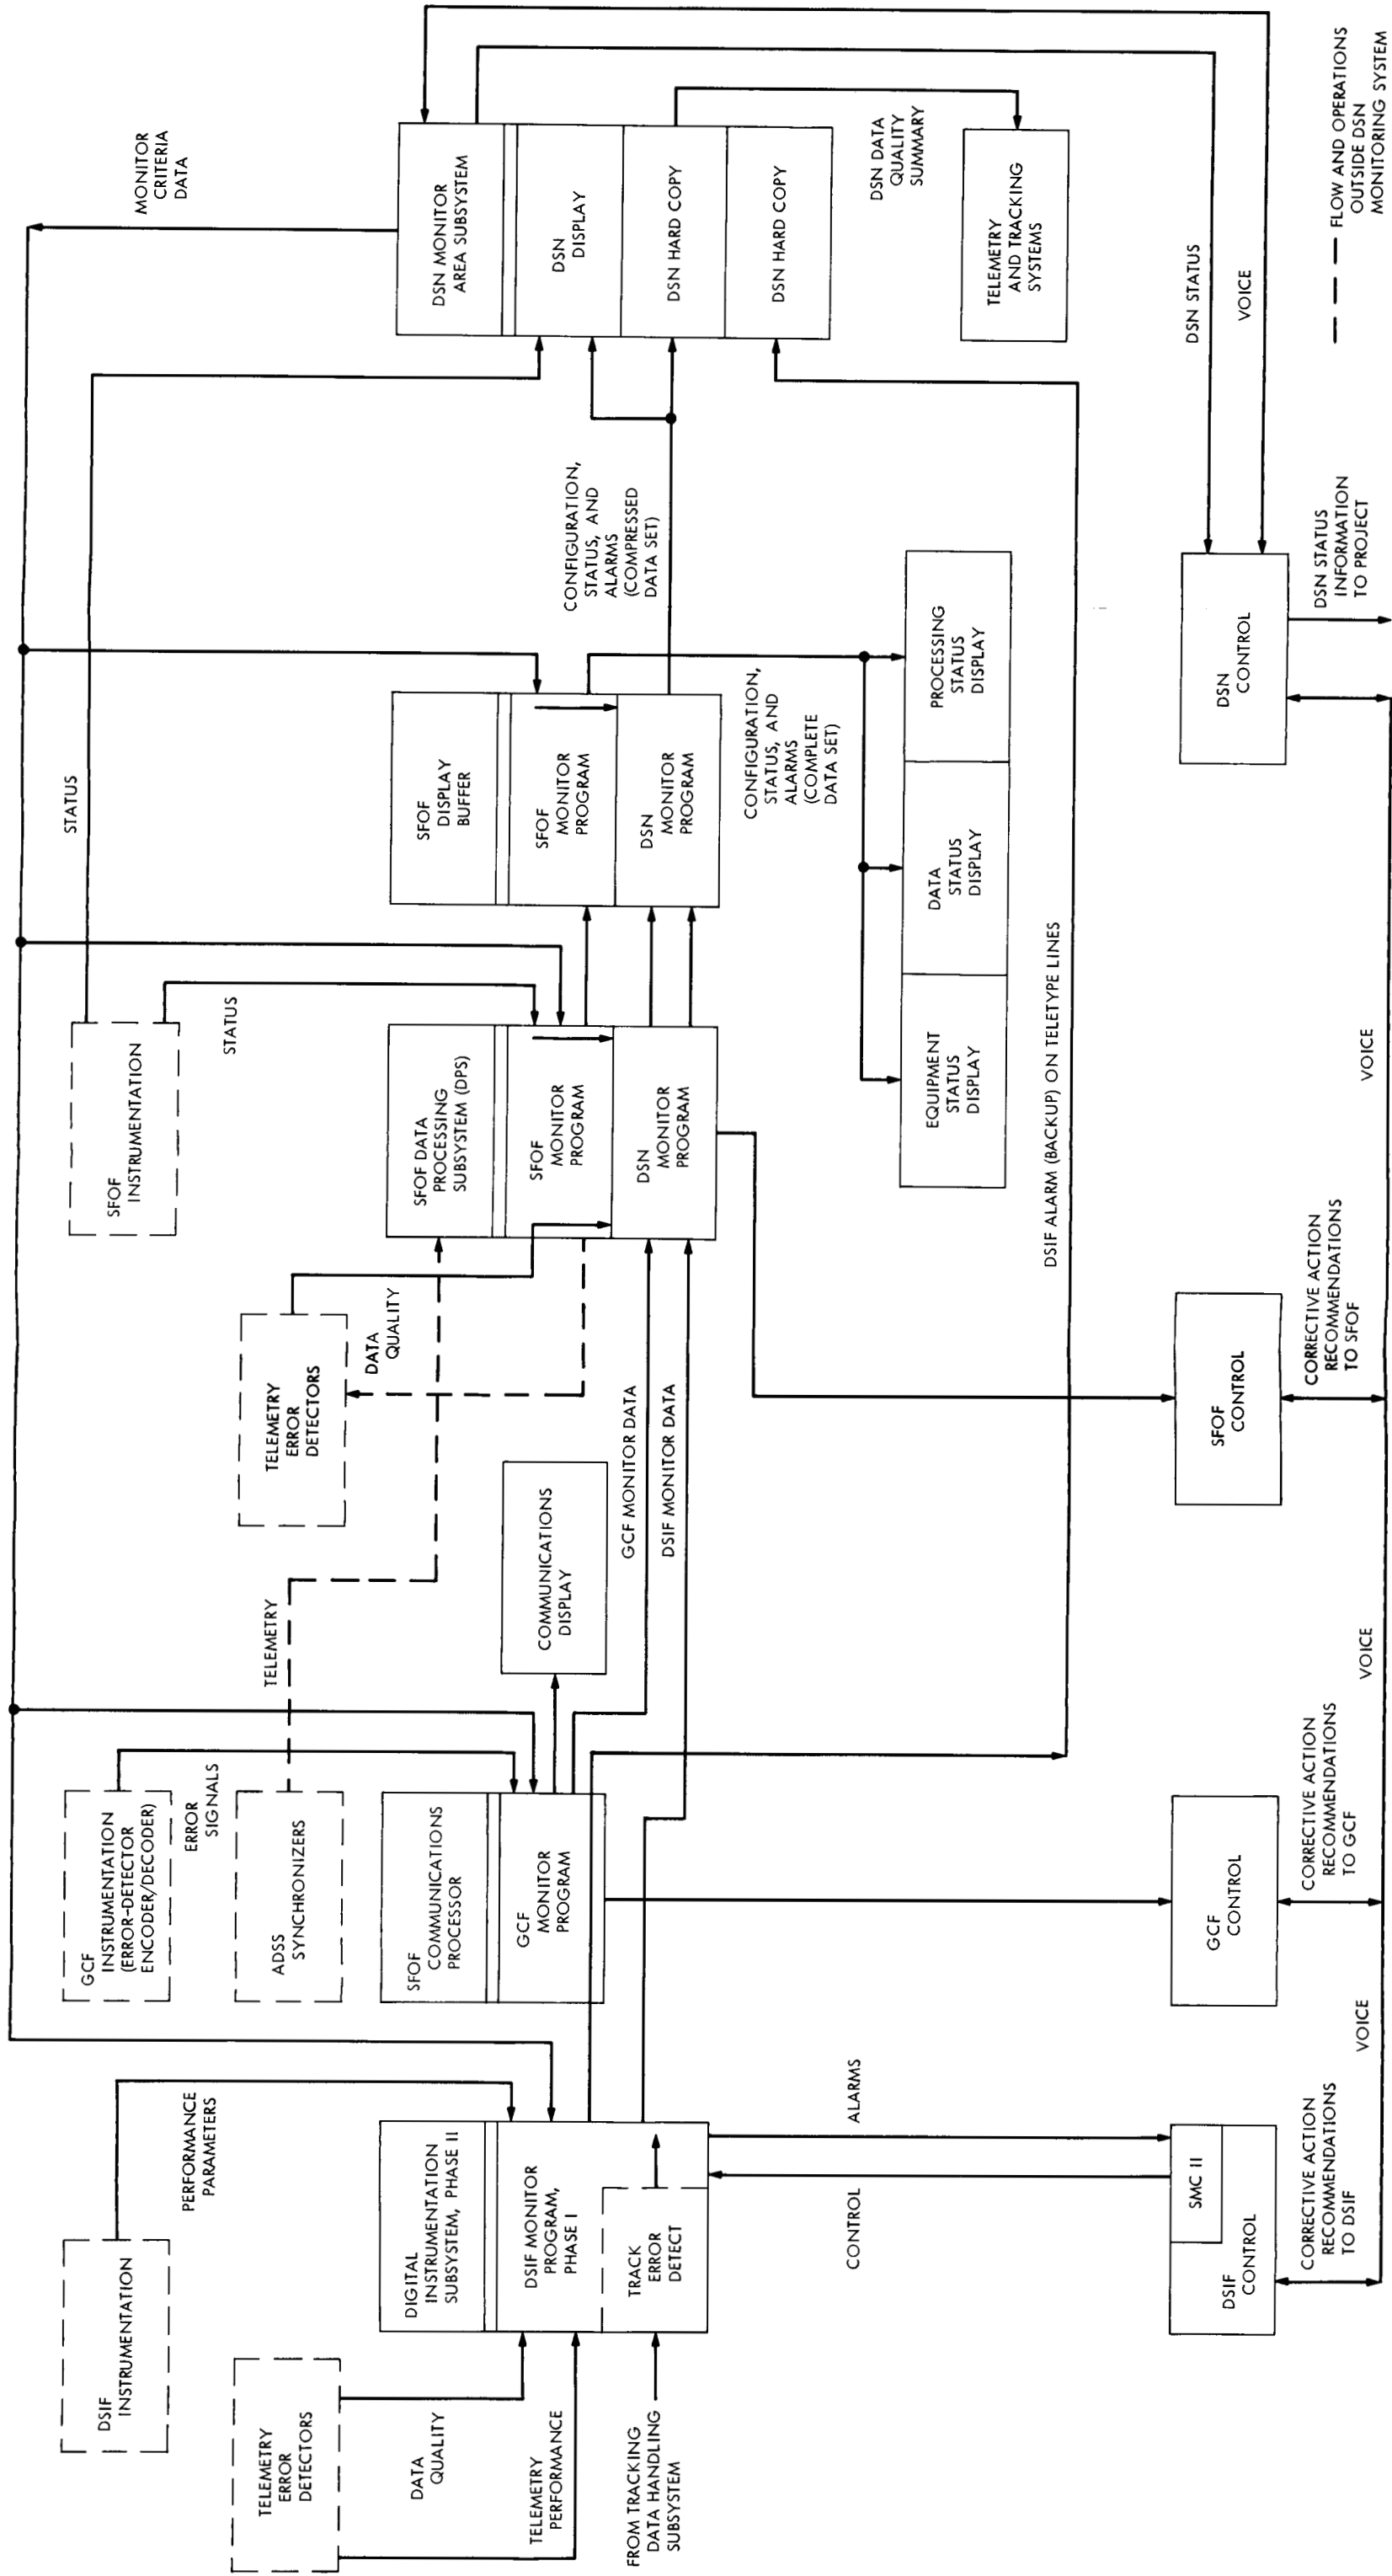 DSIF
INSTRUMENTATION
PERFORMANCE
PARAMETERS
TELEMETRY
ERROR
DETECTORS
DATA
QUALITY
TELEMETRY
PERFORMANCE
FROM TRACKING
DATA HANDLING
SUBSYSTEM
DIGITAL
INSTRUMENTATION
SUBSYSTEM, PHASE II
DSIF MONITOR
PROGRAM,
PHASE I
TRACK
ERROR
DETECT
CONTROL
ALARMS
SMC II
DSIF
CONTROL
CORRECTIVE ACTION
RECOMMENDATIONS
TO DSIF
VOICE
GCF
INSTRUMENTATION
(ERROR-DETECTOR
ENCODER/DECODER)
ERROR
SIGNALS
ADSS
SYNCHRONIZERS
TELEMETRY
SFOF
COMMUNICATIONS
PROCESSOR
GCF
MONITOR
PROGRAM
COMMUNICATIONS
DISPLAY
GCF MONITOR DATA
DSIF MONITOR DATA
GCF
CONTROL
CORRECTIVE ACTION
RECOMMENDATIONS
TO GCF
VOICE
TELEMETRY
ERROR
DETECTORS
DATA
QUALITY
SFOF
INSTRUMENTATION
STATUS
STATUS
SFOF DATA
PROCESSING
SUBSYSTEM (DPS)
SFOF
MONITOR
PROGRAM
DSN
MONITOR
PROGRAM
SFOF
CONTROL
CORRECTIVE ACTION
RECOMMENDATIONS
TO SFOF
VOICE
DSIF ALARM (BACKUP) ON TELETYPE LINES
SFOF
DISPLAY
BUFFER
SFOF
MONITOR
PROGRAM
DSN
MONITOR
PROGRAM
CONFIGURATION,
STATUS, AND
ALARMS
(COMPLETE
DATA SET)
EQUIPMENT
STATUS
DISPLAY
DATA
STATUS
DISPLAY
PROCESSING
STATUS
DISPLAY
CONFIGURATION,
STATUS, AND
ALARMS
(COMPRESSED
DATA SET)
MONITOR
CRITERIA
DATA
DSN MONITOR
AREA SUBSYSTEM
DSN
DISPLAY
DSN HARD COPY
DSN HARD COPY
DSN DATA
QUALITY
SUMMARY
TELEMETRY
AND TRACKING
SYSTEMS
DSN
CONTROL
DSN STATUS
VOICE
DSN STATUS
INFORMATION
TO PROJECT
FLOW AND OPERATIONS
OUTSIDE DSN
MONITORING SYSTEM